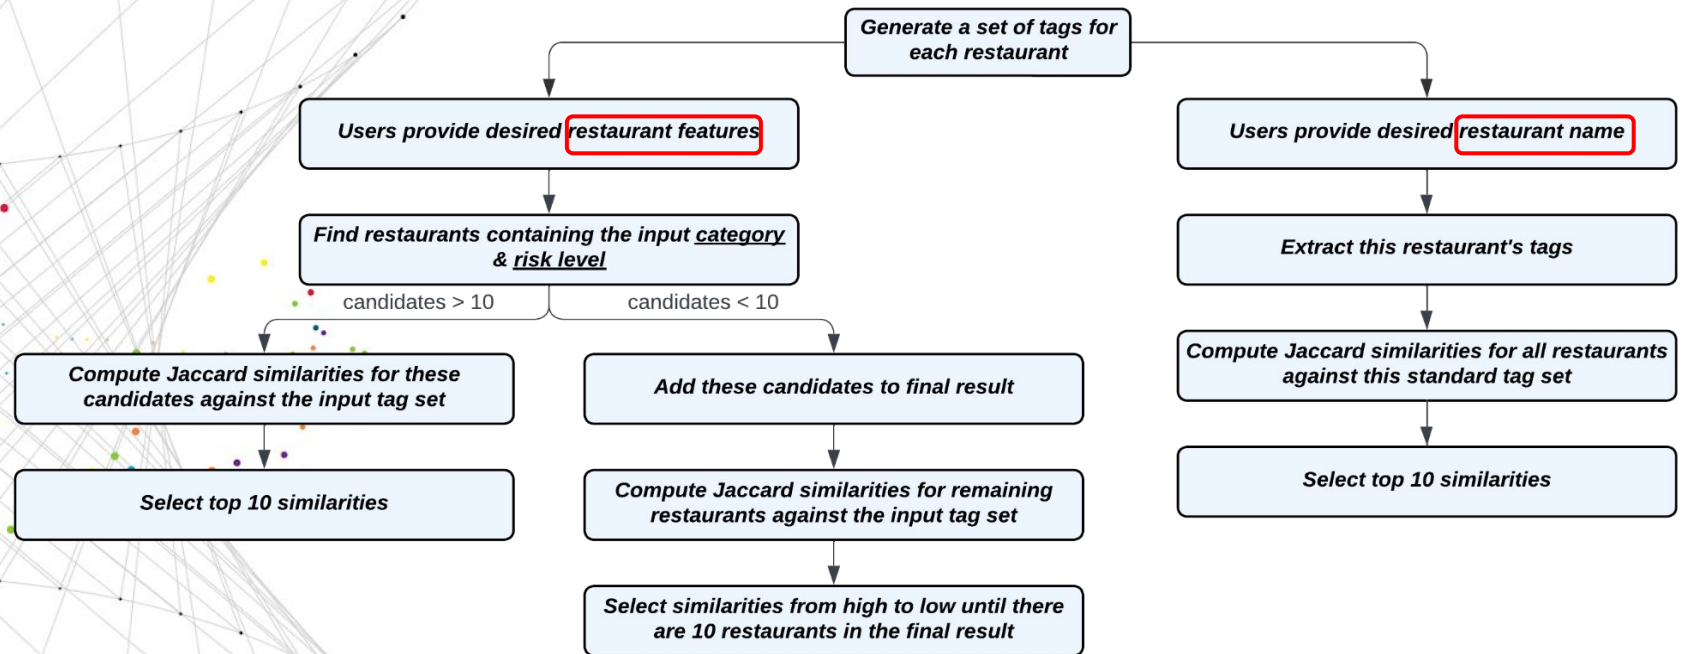 Generate a set of tags for
each restaurant
Users provide desired restaurant features
Users provide desired restaurant name
Find restaurants containing the input category
& risk level
Extract this restaurant's tags
candidates > 10
candidates < 10
Compute Jaccard similarities for these
candidates against the input tag set
Add these candidates to final result
Compute Jaccard similarities for all restaurants
against this standard tag set
Select top 10 similarities
Compute Jaccard similarities for remaining
restaurants against the input tag set
Select top 10 similarities
Select similarities from high to low until there
are 10 restaurants in the final result